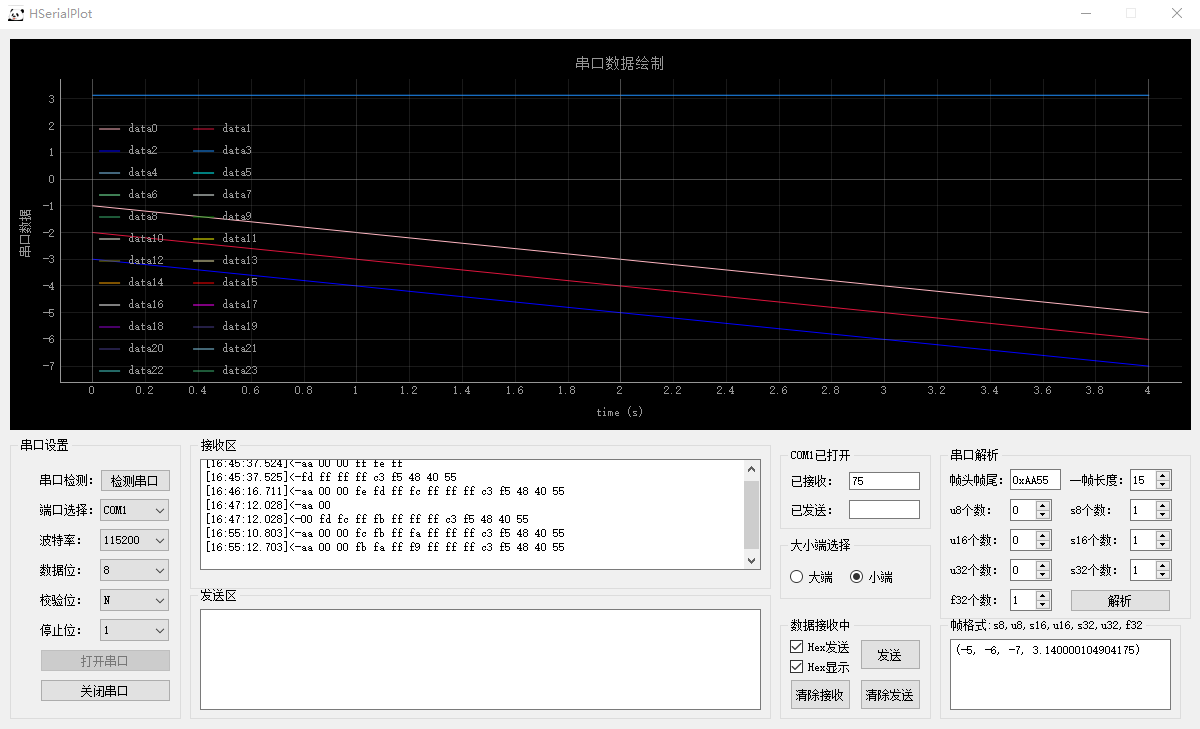 HSerialPlot
串口数据绘制
3
2
1
0
-1
-2
-3
-4
-5
-6
-7
串口数据
data0 data1
data2 data3
data4 data5
data6 data7
data8 data9
data10 data11
data12 data13
data14 data15
data16 data17
data18 data19
data20 data21
data22 data23
0 0.2 0.4 0.6 0.8 1 1.2 1.4 1.6 1.8 2 2.2 2.4 2.6 2.8 3 3.2 3.4 3.6 3.8 4
time (s)
串口设置
串口检测: 检测串口
端口选择: COM1
波特率: 115200
数据位: 8
校验位: N
停止位: 1
打开串口
关闭串口
接收区
[16:45:37.524]<-aa 00 00 ff fe ff
[16:45:37.525]<-fd ff ff ff c3 f5 48 40 55
[16:46:16.711]<-aa 00 00 fe fd ff fc ff ff ff c3 f5 48 40 55
[16:47:12.028]<-aa 00
[16:47:12.028]<-00 fd fc ff fb ff ff ff c3 f5 48 40 55
[16:55:10.803]<-aa 00 00 fc fb ff fa ff ff ff c3 f5 48 40 55
[16:55:12.703]<-aa 00 00 fb fa ff f9 ff ff ff c3 f5 48 40 55
发送区
COM1已打开
已接收: 75
已发送:
大小端选择
大端 小端
数据接收中
Hex发送
Hex显示
发送
清除接收 清除发送
串口解析
帧头帧尾: 0xAA55 一帧长度: 15
u8个数: 0 s8个数: 1
u16个数: 0 s16个数: 1
u32个数: 0 s32个数: 1
f32个数: 1 解析
帧格式:s8,u8,s16,u16,s32,u32,f32
(-5, -6, -7, 3.140000104904175)